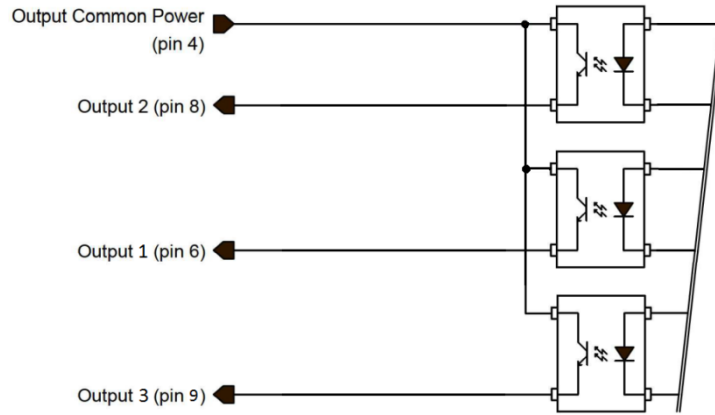 Output Common Power
(pin 4)
Output 2 (pin 8)
Output 1 (pin 6)
Output 3 (pin 9)